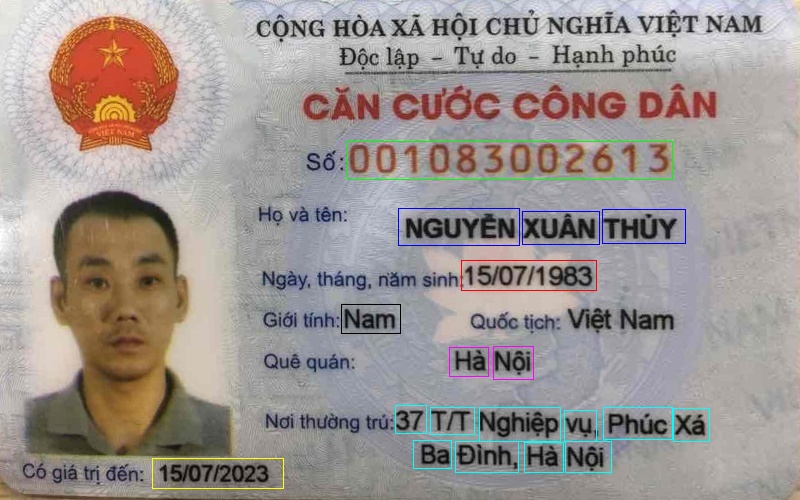 CỘNG HÒA XÃ HỘI CHỦ NGHĨA VIỆT NAM
Độc lập - Tự do - Hạnh phúc
CĂN CƯỚC CÔNG DÂN
Số: 001083002613
Họ và tên: NGUYỄN XUÂN THỦY
Ngày, tháng, năm sinh: 15/07/1983
Giới tính: Nam Quốc tịch: Việt Nam
Quê quán: Hà Nội
Nơi thường trú: 37 T/T Nghiệp vụ, Phúc Xá
Ba Đình, Hà Nội
Có giá trị đến: 15/07/2023